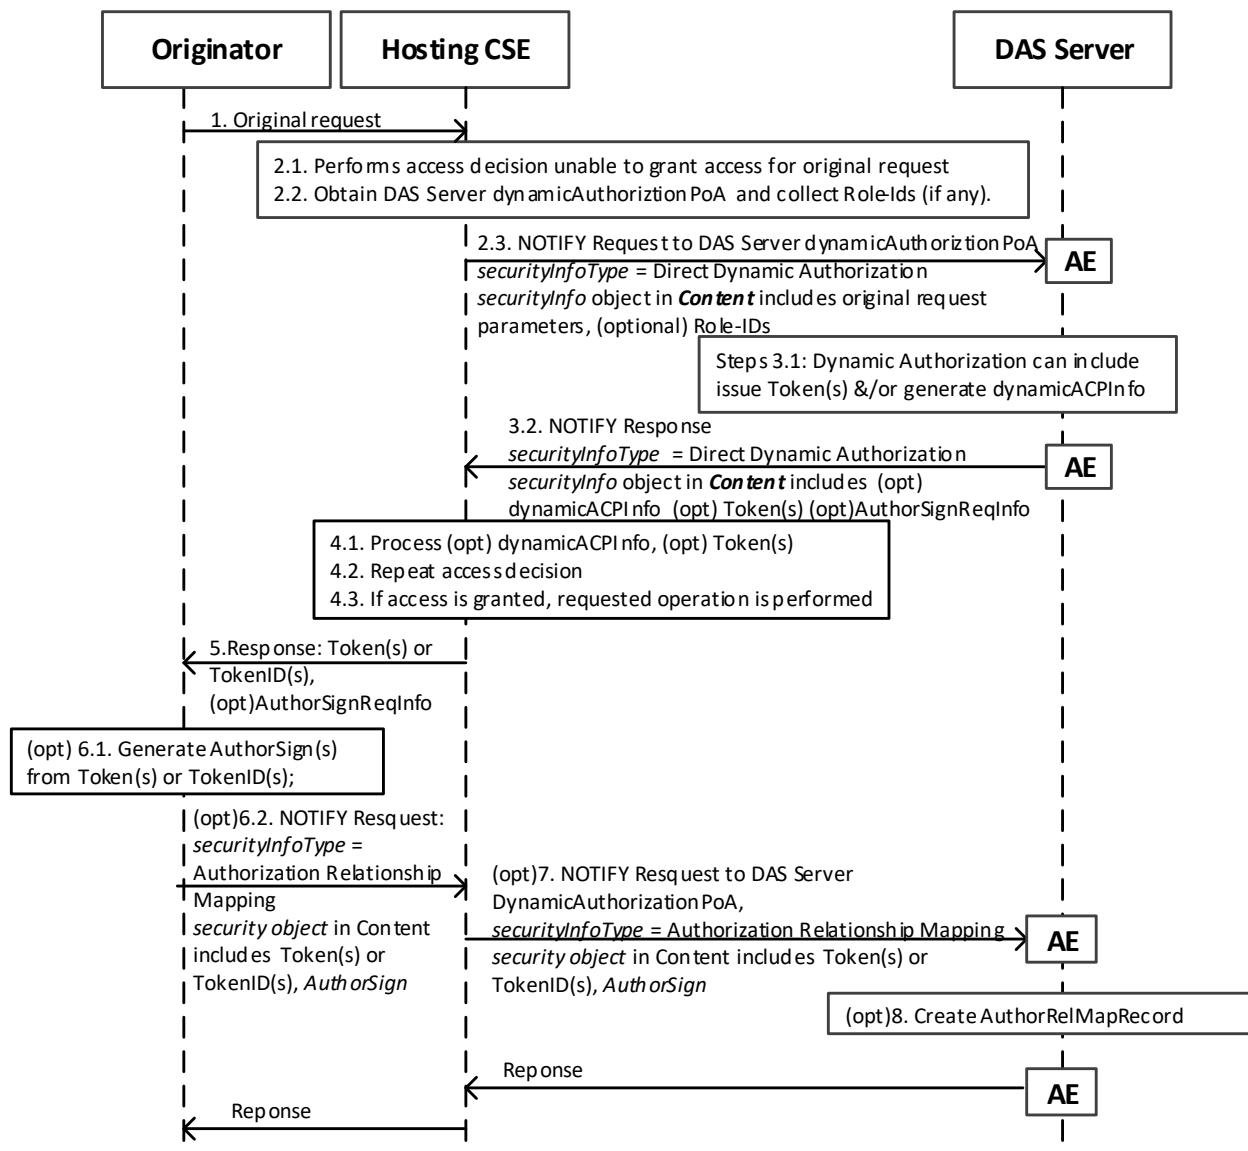 Originator
Hosting CSE
DAS Server
1. Original request
2.1. Performs access decision unable to grant access for original request
2.2. Obtain DAS Server dynamicAuthoriztionPoA and collect Role-Ids (if any).
2.3. NOTIFY Request to DAS Server dynamicAuthoriztionPoA
AE
securityInfoType = Direct Dynamic Authorization
securityInfo object in Content includes original request
parameters, (optional) Role-IDs
Steps 3.1: Dynamic Authorization can include
issue Token(s) &/or generate dynamicACPInfo
3.2. NOTIFY Response
securityInfoType = Direct Dynamic Authorization
AE
securityInfo object in Content includes (opt)
dynamicACPInfo (opt) Token(s) (opt)AuthorSignReqInfo
4.1. Process (opt) dynamicACPInfo, (opt) Token(s)
4.2. Repeat access decision
4.3. If access is granted, requested operation is performed
5.Response: Token(s) or
TokenID(s),
(opt)AuthorSignReqInfo
(opt) 6.1. Generate AuthorSign(s)
from Token(s) or TokenID(s);
(opt)6.2. NOTIFY Resquest:
securityInfoType =
Authorization Relationship
Mapping
security object in Content
includes Token(s) or
TokenID(s), AuthorSign
(opt)7. NOTIFY Resquest to DAS Server
DynamicAuthorizationPoA,
securityInfoType = Authorization Relationship Mapping
security object in Content includes Token(s) or
TokenID(s), AuthorSign
AE
(opt)8. Create AuthorRelMapRecord
Reponse
AE
Reponse